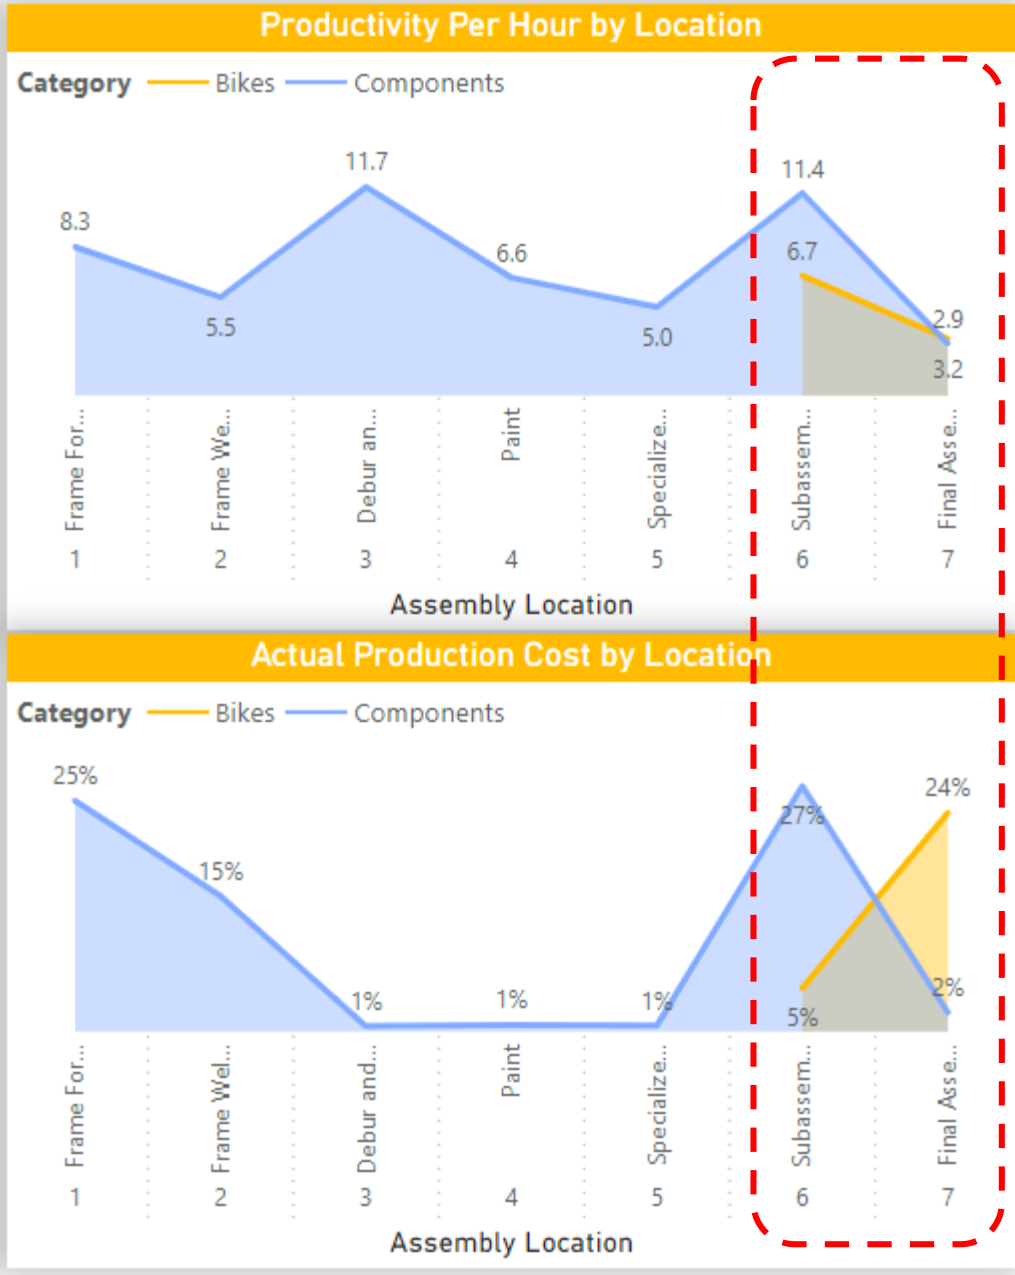 Productivity Per Hour by Location
Category Bikes Components
11.7
11.4
8.3
6.7
6.6
2.9
5.5
5.0
3.2
Frame For...
Frame We...
Debur an...
Paint
Specialize...
Subassem...
Final Asse...
1 2 3 4 5 6 7
Assembly Location
Actual Production Cost by Location
Category Bikes Components
25%
24%
27%
15%
1%
1%
1%
2%
5%
Frame For...
Frame Wel...
Debur and...
Paint
Specialize...
Subassem...
Final Asse...
1 2 3 4 5 6 7
Assembly Location